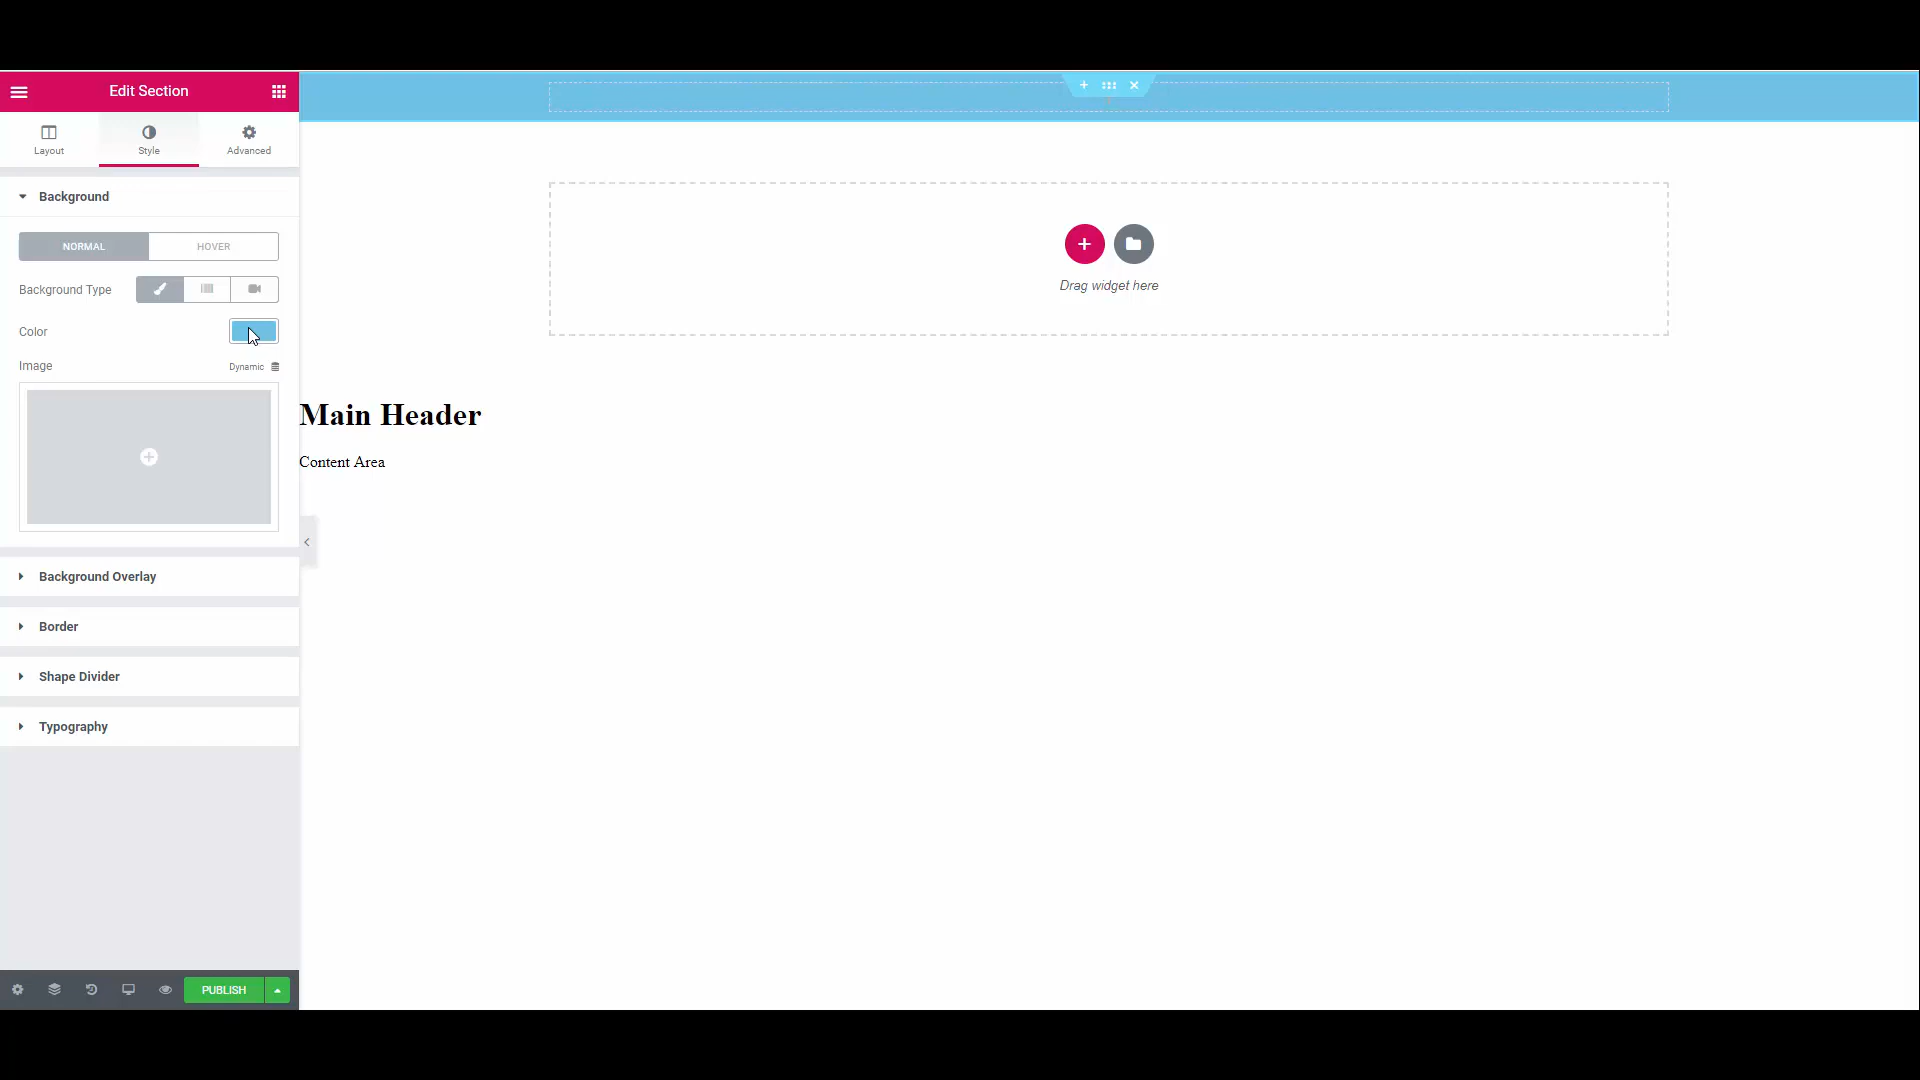 Edit Section
Layout
Style
Advanced
Background
NORMAL
HOVER
Background Type
Color
Image
Dynamic
Background Overlay
Border
Shape Divider
Typography
PUBLISH
Drag widget here
Main Header
Content Area